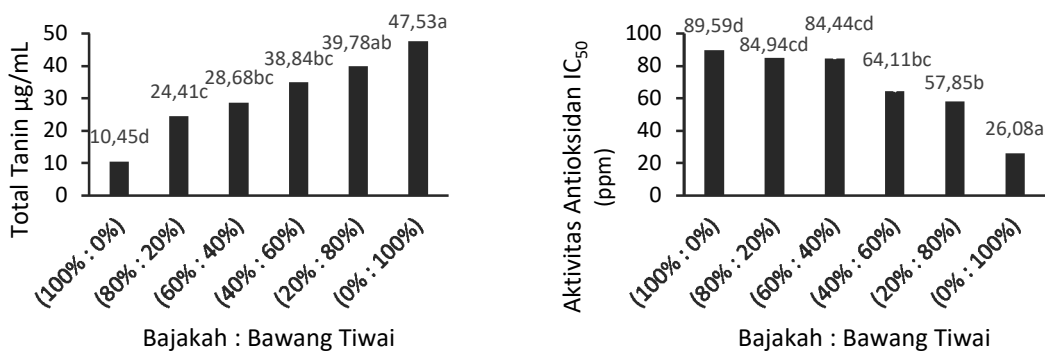 Total Tanin µg/mL
50
40
30
20
10
0
10,45d
24,41c
28,68bc
38,84bc
39,78ab
47,53a
(100% : 0%)
(80% : 20%)
(60% : 40%)
(40% : 60%)
(20% : 80%)
(0% : 100%)
Bajakah : Bawang Tiwai
Aktivitas Antioksidan IC50
(ppm)
100
80
60
40
20
0
89,59d
84,94cd
84,44cd
64,11bc
57,85b
26,08a
(100% : 0%)
(80% : 20%)
(60% : 40%)
(40% : 60%)
(20% : 80%)
(0% : 100%)
Bajakah : Bawang Tiwai